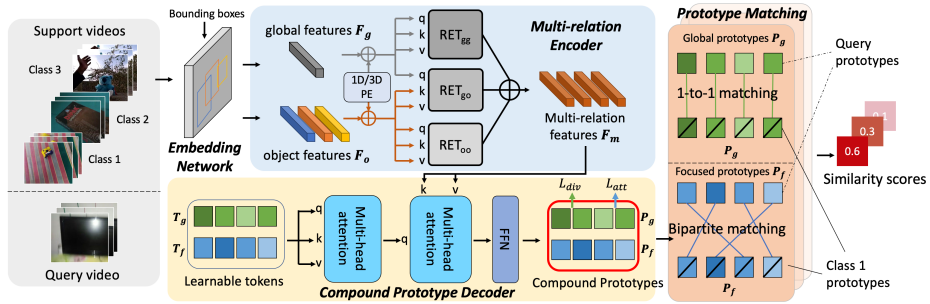 Support videos
Class 3
Class 2
Class 1
Query video
Bounding boxes
Embedding
Network
global features F_g
1D/3D
PE
object features F_o
q
k
v
q
k
v
q
k
v
RET_gg
RET_go
RET_oo
Multi-relation
Encoder
Multi-relation
features F_m
k
v
T_g
T_f
Learnable tokens
q
k
v
Multi-head
attention
q
Multi-head
attention
FFN
L_div
L_att
P_g
P_f
Compound Prototypes
Compound Prototype Decoder
Prototype Matching
Global prototypes P_g
1-to-1 matching
P_g
Focused prototypes P_f
Bipartite matching
P_f
Query
prototypes
Class 1
prototypes
0.1
0.3
0.6
Similarity scores